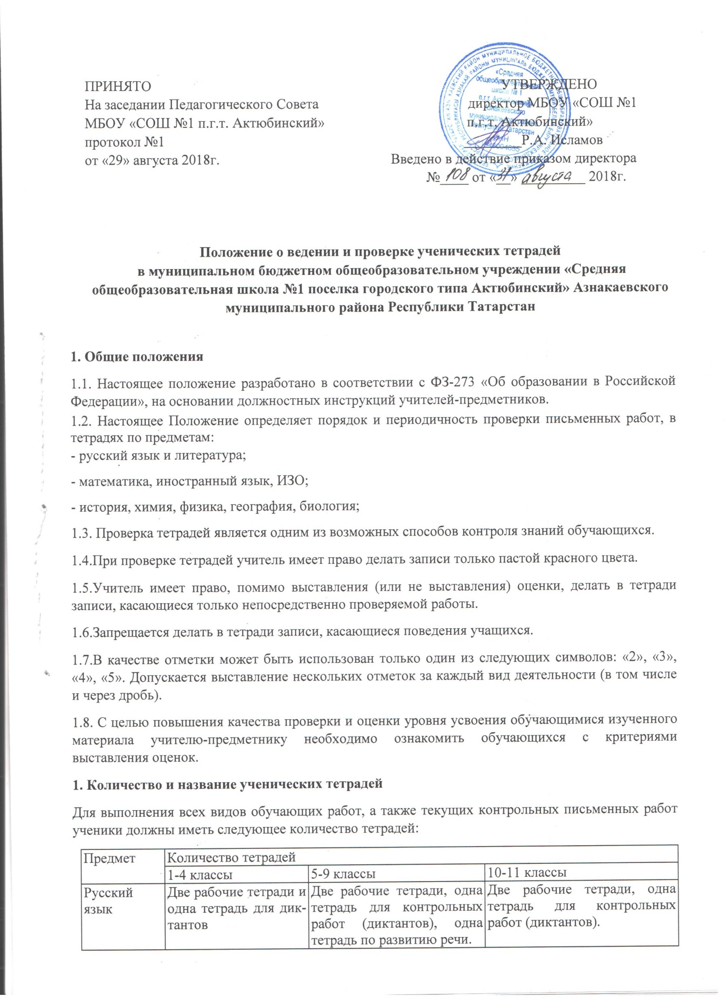 ПРИНЯТО
На заседании Педагогического Совета
МБОУ «СОШ №1 п.г.т. Актюбинский»
протокол №1
от «29» августа 2018г.
«Средняя
общеобразовательная
школа № 1
п.г.т. Актюбинский»
Азнакаевского
муниципального района
Республики Татарстан
УТВЕРЖДЕНО
директор МБОУ «СОШ №1
п.г.т. Актюбинский»
________Р.А. Исламов
Введено в действие приказом директора
№ 108 от «31» августа 2018г.
Положение о ведении и проверке ученических тетрадей
в муниципальном бюджетном общеобразовательном учреждении «Средняя
общеобразовательная школа №1 поселка городского типа Актюбинский» Азнакаевского
муниципального района Республики Татарстан
1. Общие положения
1.1. Настоящее положение разработано в соответствии с ФЗ-273 «Об образовании в Российской
Федерации», на основании должностных инструкций учителей-предметников.
1.2. Настоящее Положение определяет порядок и периодичность проверки письменных работ, в
тетрадях по предметам:
- русский язык и литература;
- математика, иностранный язык, ИЗО;
- история, химия, физика, география, биология;
1.3. Проверка тетрадей является одним из возможных способов контроля знаний обучающихся.
1.4.При проверке тетрадей учитель имеет право делать записи только пастой красного цвета.
1.5.Учитель имеет право, помимо выставления (или не выставления) оценки, делать в тетради
записи, касающиеся только непосредственно проверяемой работы.
1.6.Запрещается делать в тетради записи, касающиеся поведения учащихся.
1.7.В качестве отметки может быть использован только один из следующих символов: «2», «3»,
«4», «5». Допускается выставление нескольких отметок за каждый вид деятельности (в том числе
и через дробь).
1.8. С целью повышения качества проверки и оценки уровня усвоения обучающимися изученного
материала учителю-предметнику необходимо ознакомить обучающихся с критериями
выставления оценок.
1. Количество и название ученических тетрадей
Для выполнения всех видов обучающих работ, а также текущих контрольных письменных работ
ученики должны иметь следующее количество тетрадей:
Предмет
Количество тетрадей
1-4 классы
5-9 классы
10-11 классы
Русский
язык
Две рабочие тетради и
одна тетрадь для дик-
тантов
Две рабочие тетради, одна
тетрадь для контрольных
работ (диктантов), одна
тетрадь по развитию речи.
Две рабочие тетради, одна
тетрадь для контрольных
работ (диктантов).